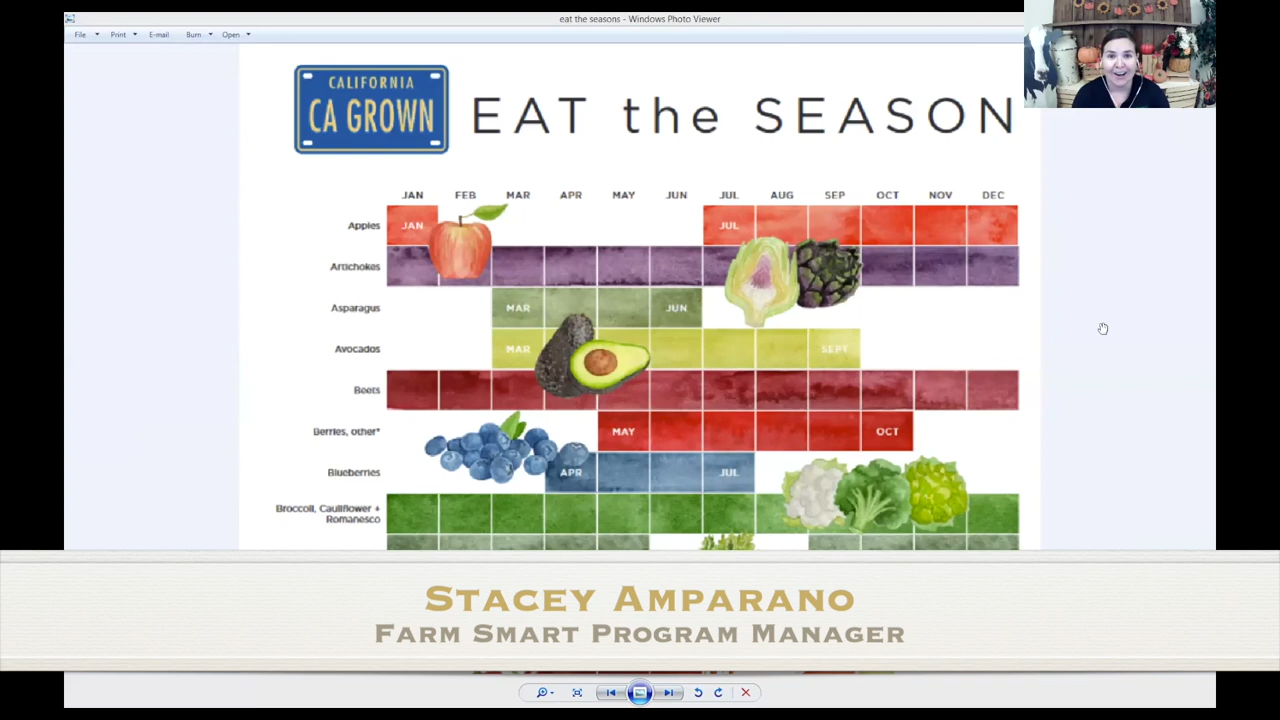 eat the seasons - Windows Photo Viewer
File Print E-mail Burn Open
CALIFORNIA
CA GROWN
EAT the SEASON
JAN FEB MAR APR MAY JUN JUL AUG SEP OCT NOV DEC
Apples JAN JUL
Artichokes
Asparagus MAR JUN
Avocados MAR SEPT
Beets
Berries, other* MAY OCT
Blueberries APR JUL
Broccoli, Cauliflower +
Romanesco
Stacey Amparano
Farm Smart Program Manager